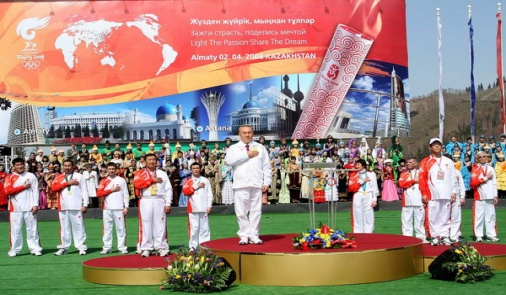 Жүзден жүйрік, мыңнан тұлпар
Зажги страсть, поделись мечтой
Light The Passion Share The Dream
Almaty 02. 04. 2008 KAZAKHSTAN
Beijing 2008
Almaty
Astana